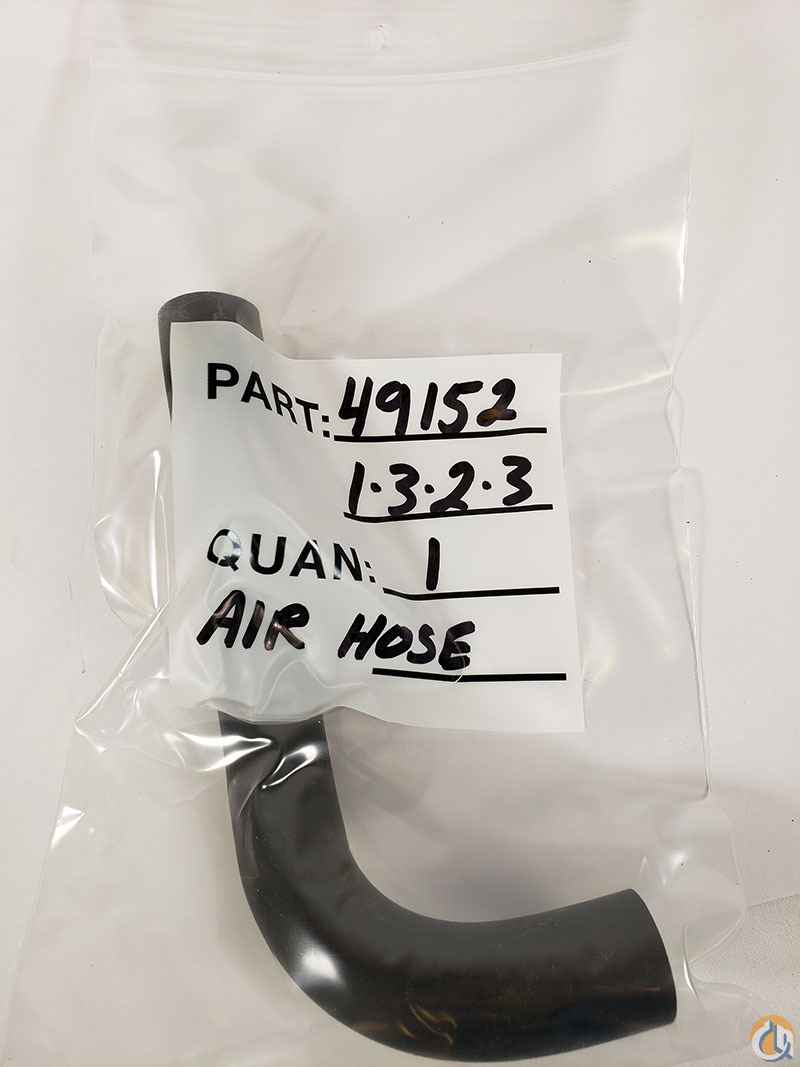 PART: 49152
1.3.2.3
QUAN: 1
AIR HOSE